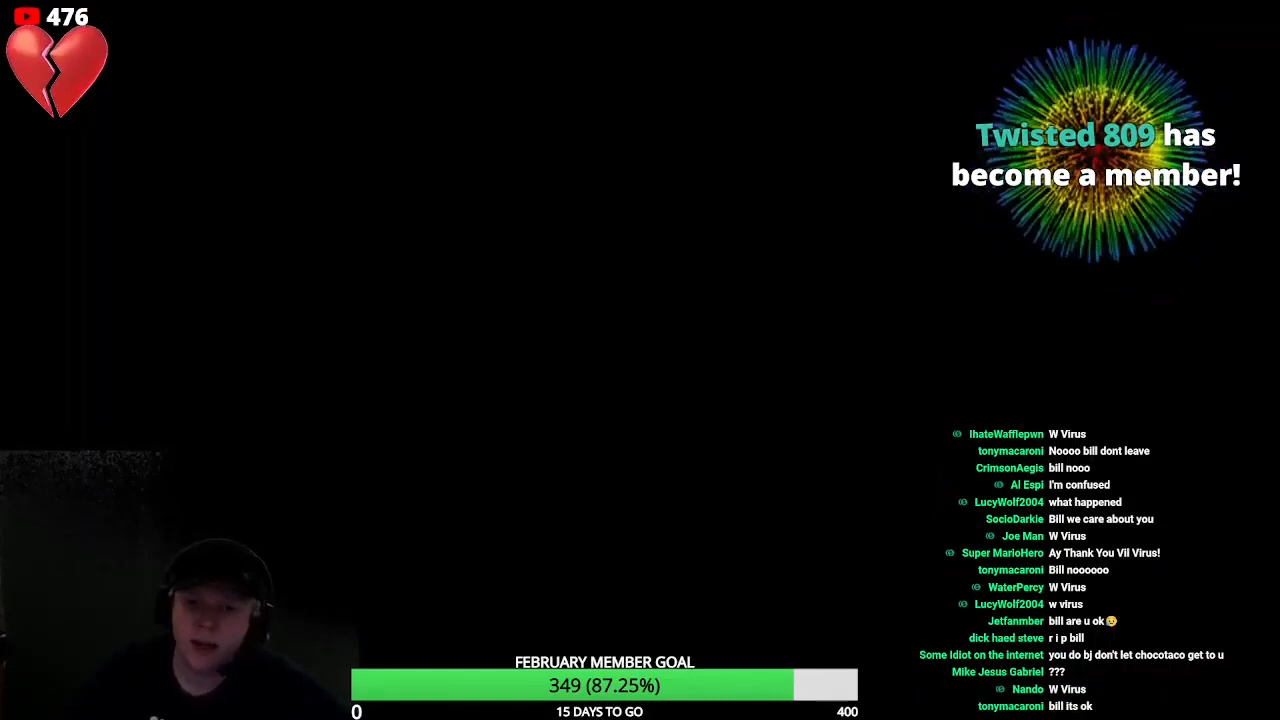 476
Twisted 809 has
become a member!
IhateWafflepwn W Virus
tonymacaroni Noooo bill dont leave
CrimsonAegis bill nooo
Al Espi I'm confused
LucyWolf2004 what happened
SocioDarkie Bill we care about you
Joe Man W Virus
Super MarioHero Ay Thank You Vil Virus!
tonymacaroni Bill noooooo
WaterPercy W Virus
LucyWolf2004 w virus
Jetfanmber bill are u ok😥
dick haed steve r i p bill
Some Idiot on the internet you do bj don't let chocotaco get to u
Mike Jesus Gabriel ???
Nando W Virus
tonymacaroni bill its ok
FEBRUARY MEMBER GOAL
349 (87.25%)
0 15 DAYS TO GO 400